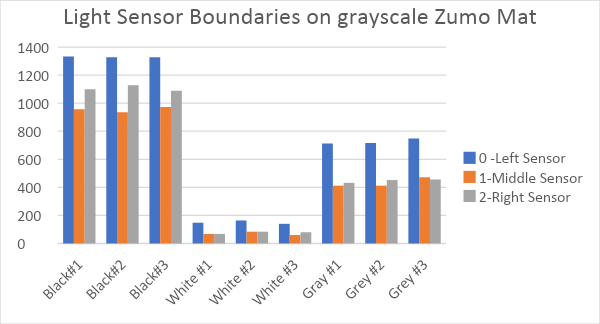 Light Sensor Boundaries on grayscale Zumo Mat
1400
1200
1000
800
600
400
200
0
Black#1
Black#2
Black#3
White #1
White #2
White #3
Gray #1
Grey #2
Grey #3
0 -Left Sensor
1-Middle Sensor
2-Right Sensor